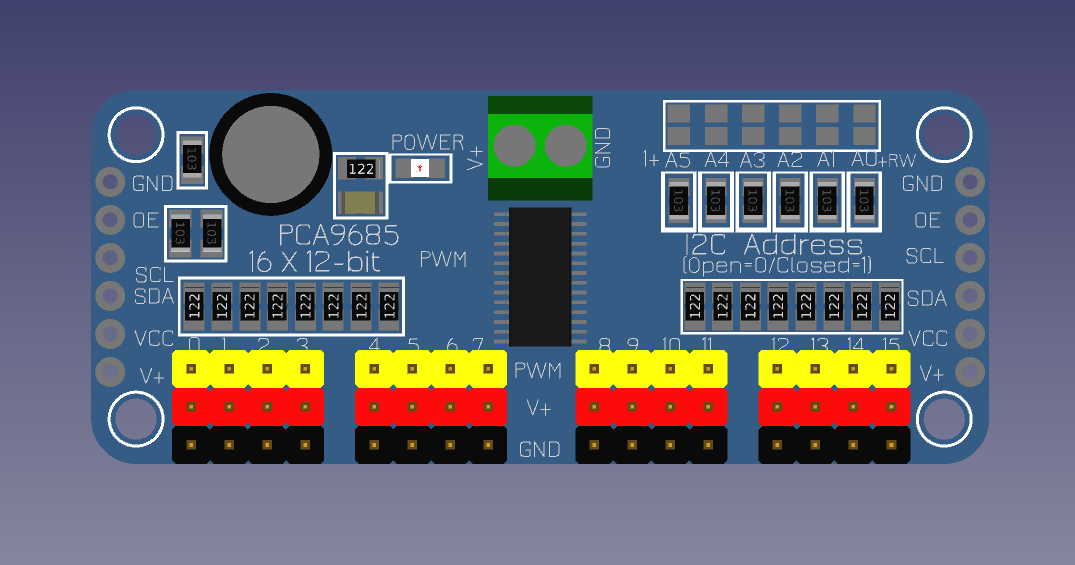 POWER
V+
GND
1+ A5 A4 A3 A2 A1 A0+RW
103
122
GND
OE
SCL
SDA
VCC
V+
103 103
PCA9685
16 X 12-bit
PWM
103 103 103 103 103 103
I2C Address
(Open=0/Closed=1)
122 122 122 122 122 122 122 122
122 122 122 122 122 122 122 122
GND
OE
SCL
SDA
VCC
V+
0 1 2 3 4 5 6 7 8 9 10 11 12 13 14 15
PWM
V+
GND